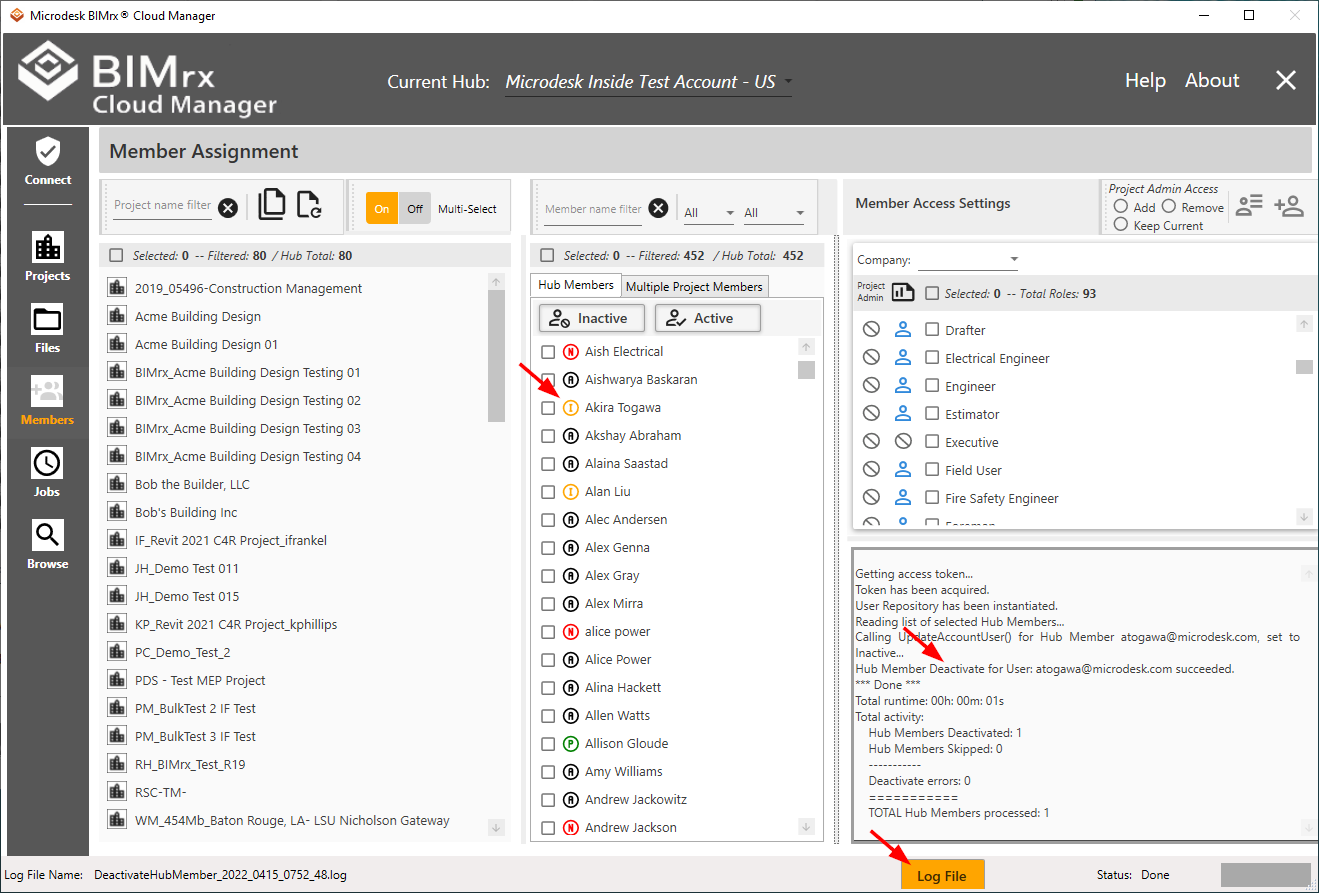 Microdesk BIMrx® Cloud Manager
BIMrx
Cloud Manager
Current Hub: Microdesk Inside Test Account - US
Help About
Connect
Projects
Files
Members
Jobs
Browse
Member Assignment
Project name filter
On Off Multi-Select
Selected: 0 -- Filtered: 80 / Hub Total: 80
2019_05496-Construction Management
Acme Building Design
Acme Building Design 01
BIMrx_Acme Building Design Testing 01
BIMrx_Acme Building Design Testing 02
BIMrx_Acme Building Design Testing 03
BIMrx_Acme Building Design Testing 04
Bob the Builder, LLC
Bob's Building Inc
IF_Revit 2021 C4R Project_ifrankel
JH_Demo Test 011
JH_Demo Test 015
KP_Revit 2021 C4R Project_kphillips
PC_Demo_Test_2
PDS - Test MEP Project
PM_BulkTest 2 IF Test
PM_BulkTest 3 IF Test
RH_BIMrx_Test_R19
RSC-TM-
WM_454Mb_Baton Rouge, LA- LSU Nicholson Gateway
Member name filter
All All
Selected: 0 -- Filtered: 452 / Hub Total: 452
Hub Members Multiple Project Members
Inactive Active
N Aish Electrical
A Aishwarya Baskaran
I Akira Togawa
A Akshay Abraham
A Alaina Saastad
I Alan Liu
A Alec Andersen
A Alex Genna
A Alex Gray
A Alex Mirra
N alice power
A Alice Power
A Alina Hackett
A Allen Watts
P Allison Gloude
A Amy Williams
A Andrew Jackowitz
N Andrew Jackson
Member Access Settings
Project Admin Access
Add Remove
Keep Current
Company:
Project
Admin
Selected: 0 -- Total Roles: 93
Drafter
Electrical Engineer
Engineer
Estimator
Executive
Field User
Fire Safety Engineer
Foreman
Getting access token...
Token has been acquired.
User Repository has been instantiated.
Reading list of selected Hub Members...
Calling UpdateAccountUser() for Hub Member atogawa@microdesk.com, set to
Inactive...
Hub Member Deactivate for User: atogawa@microdesk.com succeeded.
*** Done ***
Total runtime: 00h: 00m: 01s
Total activity:
Hub Members Deactivated: 1
Hub Members Skipped: 0
-----------
Deactivate errors: 0
===========
TOTAL Hub Members processed: 1
Log File Name: DeactivateHubMember_2022_0415_0752_48.log
Log File
Status: Done